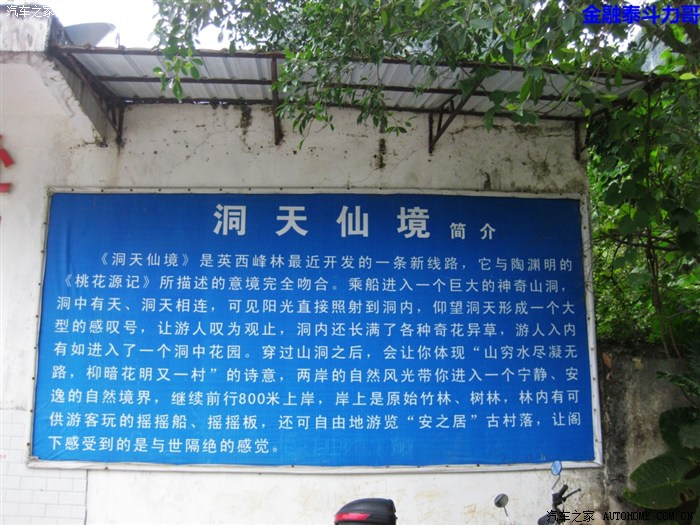 汽车之家
金融泰斗力哥
洞天仙境 简介
《洞天仙境》是英西峰林最近开发的一条新线路，它与陶渊明的
《桃花源记》所描述的意境完全吻合。乘船进入一个巨大的神奇山洞，
洞中有天、洞天相连，可见阳光直接照射到洞内，仰望洞天形成一个大
型的感叹号，让游人叹为观止，洞内还长满了各种奇花异草，游人入内
有如进入了一个洞中花园。穿过山洞之后，会让你体现“山穷水尽凝无
路，柳暗花明又一村”的诗意，两岸的自然风光带你进入一个宁静、安
逸的自然境界，继续前行800米上岸，岸上是原始竹林、树林，林内有可
供游客玩的摇摇船、摇摇板，还可自由地游览“安之居”古村落，让阁
下感受到的是与世隔绝的感觉。
汽车之家 AUTOHOME.COM.CN